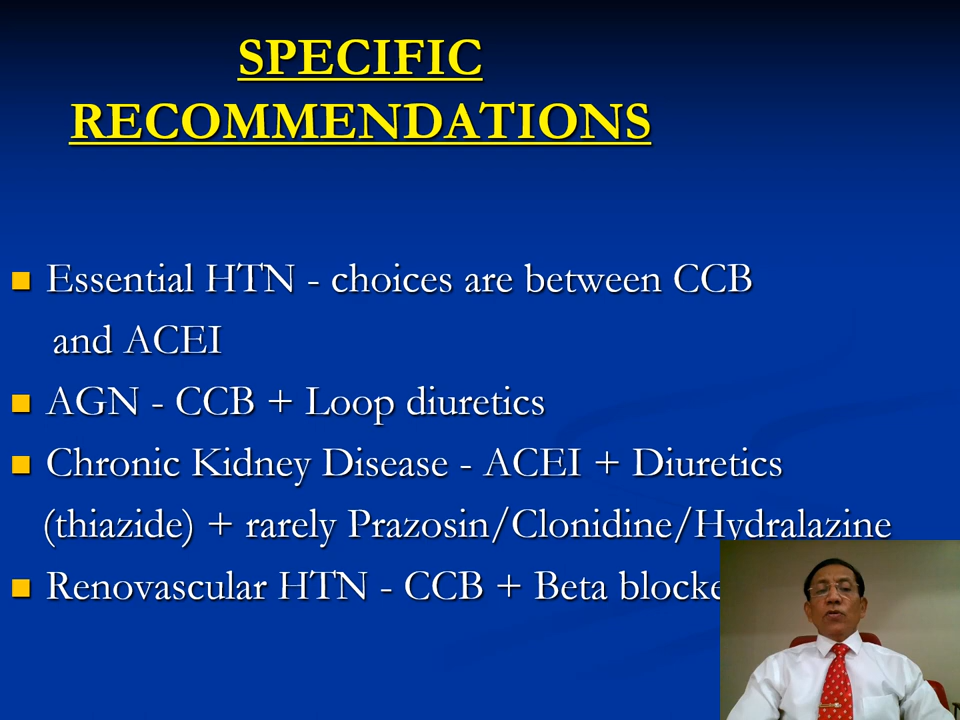 SPECIFIC
RECOMMENDATIONS
Essential HTN - choices are between CCB
and ACEI
AGN - CCB + Loop diuretics
Chronic Kidney Disease - ACEI + Diuretics
(thiazide) + rarely Prazosin/Clonidine/Hydralazine
Renovascular HTN - CCB + Beta